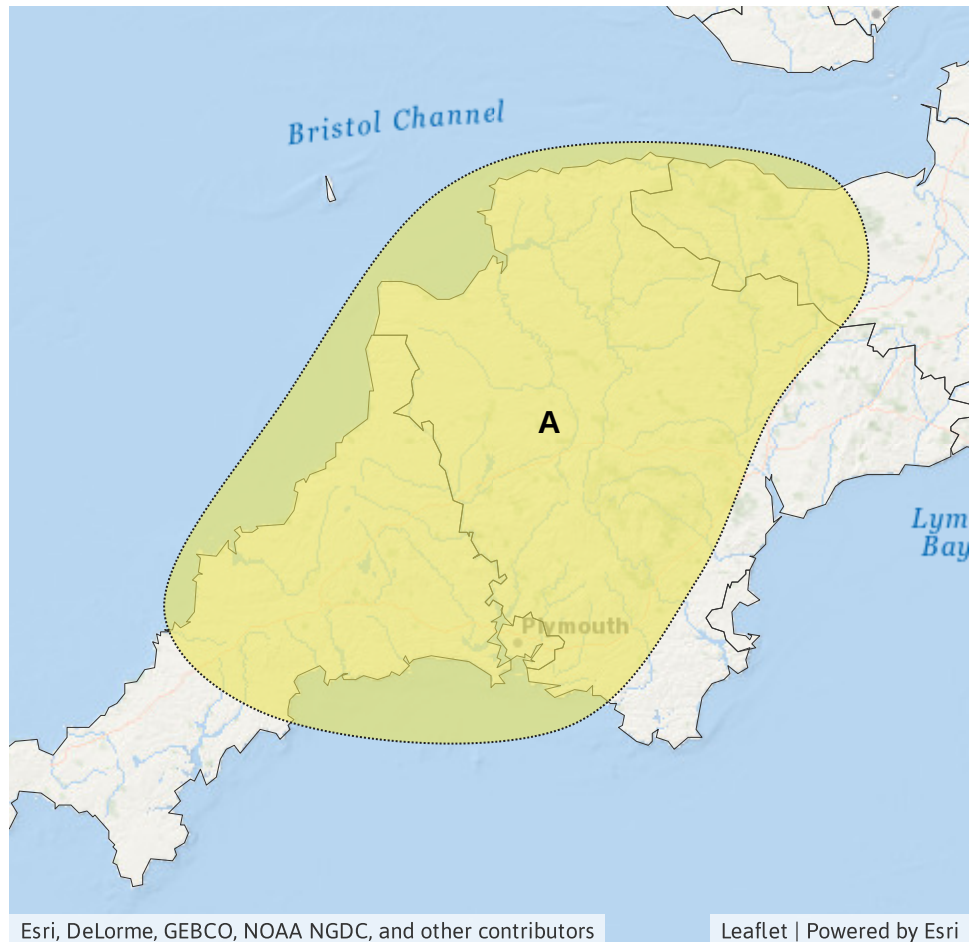 Bristol Channel
A
Lym
Bay
Plymouth
Esri, DeLorme, GEBCO, NOAA NGDC, and other contributors
Leaflet | Powered by Esri